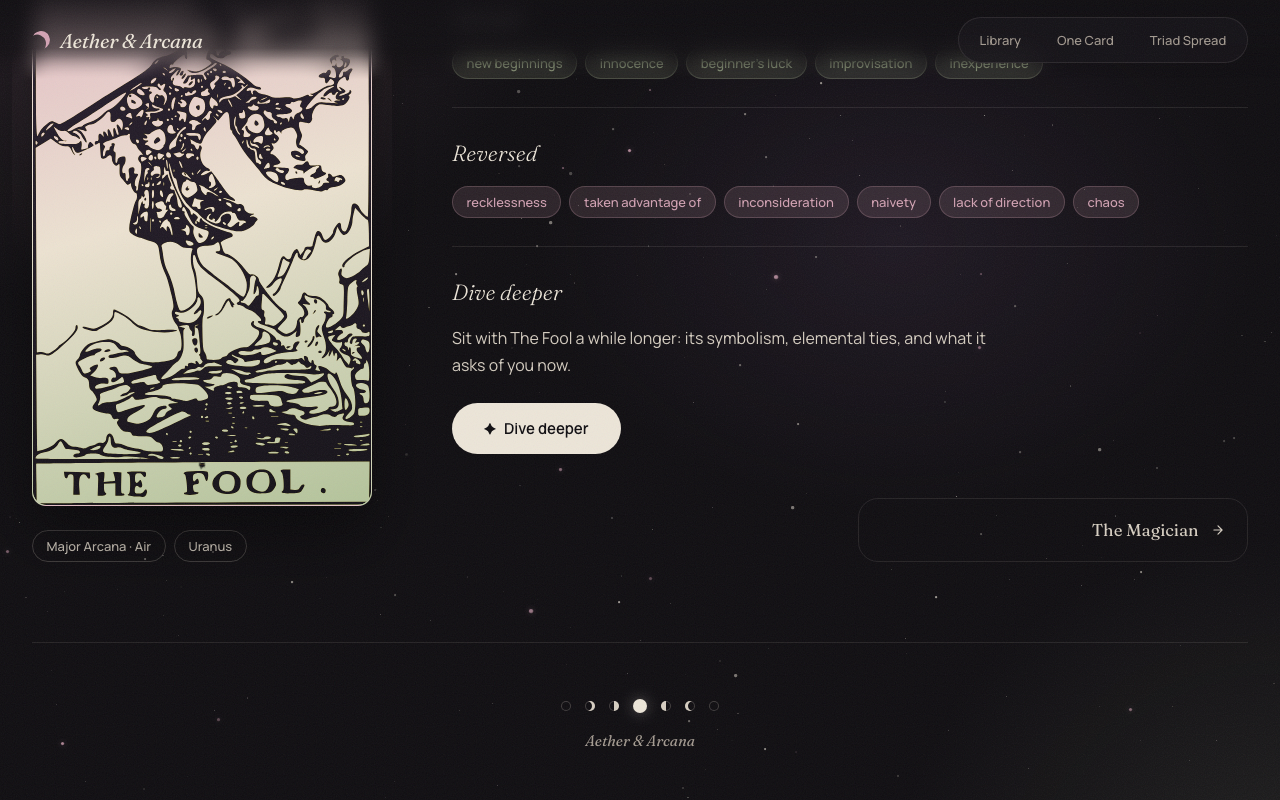 Aether & Arcana
Library
One Card
Triad Spread
new beginnings
innocence
beginner's luck
improvisation
inexperience
Reversed
recklessness
taken advantage of
inconsideration
naivety
lack of direction
chaos
Dive deeper
Sit with The Fool a while longer: its symbolism, elemental ties, and what it
asks of you now.
Dive deeper
THE FOOL.
Major Arcana · Air
Uranus
The Magician
Aether & Arcana